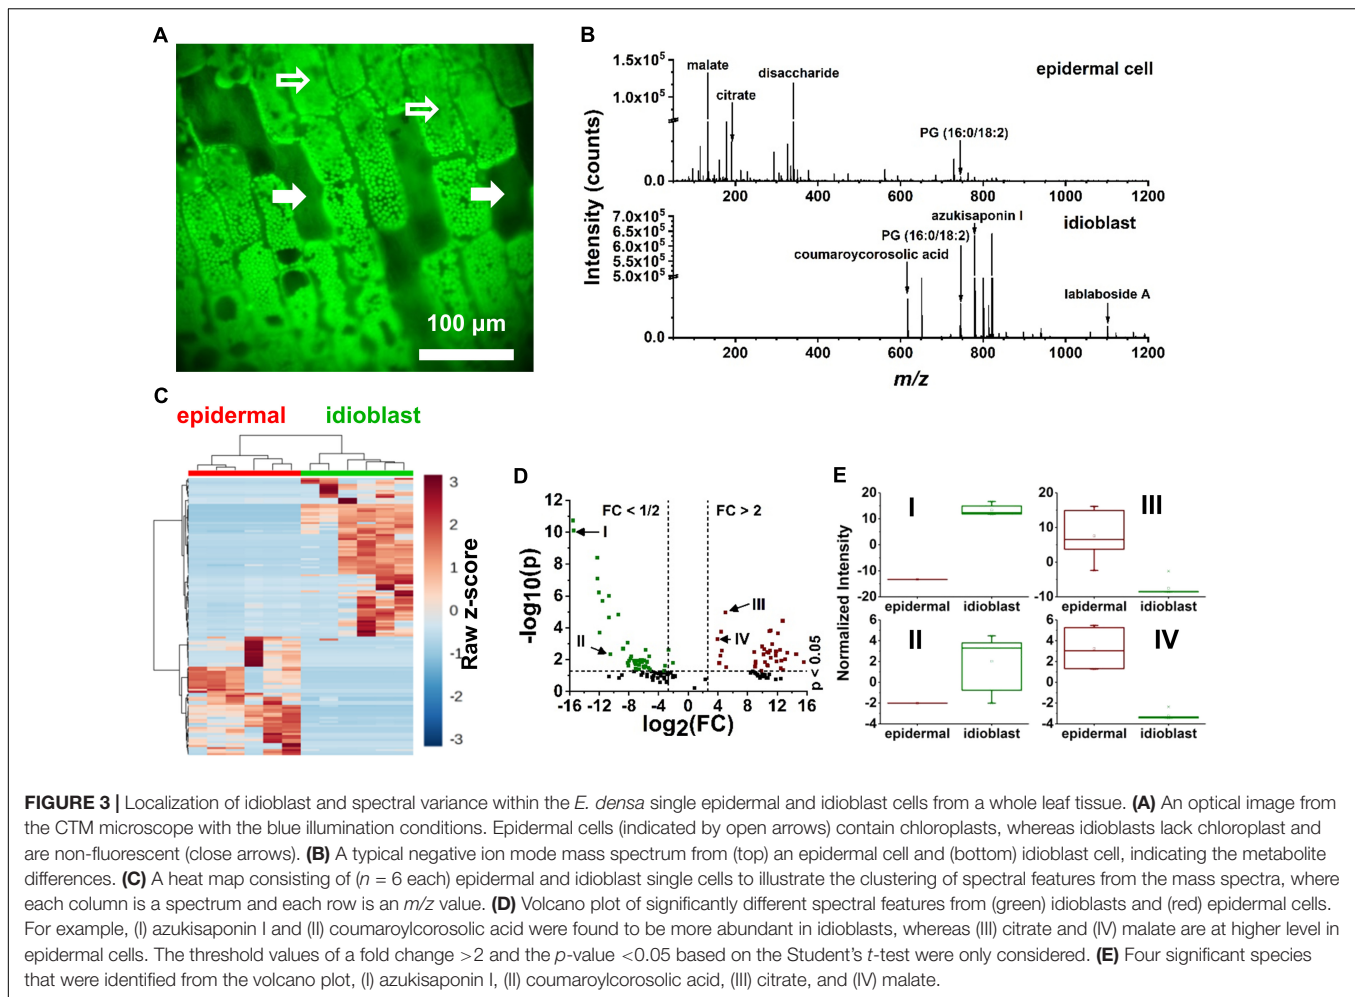 A
100 μm
B
1.5x10⁵
1.0x10⁵
0.0
malate
citrate
disaccharide
PG (16:0/18:2)
epidermal cell
200 400 600 800 1000 1200
Intensity (counts)
idioblast
7.0x10⁵
6.5x10⁵
6.0x10⁵
5.5x10⁵
5.0x10⁵
0.0
azukisaponin I
PG (16:0/18:2)
coumaroycorosolic acid
lablaboside A
200 400 600 800 1000 1200
m/z
C
epidermal idioblast
3
2
1
0
-1
-2
-3
Raw z-score
D
FC < 1/2 FC > 2
12
10
8
6
4
2
0
-log10(p)
I
II
III
IV
p < 0.05
-16 -12 -8 -4 0 4 8 12 16
log₂(FC)
E
Normalized Intensity
I
20
10
0
-10
-20
epidermal idioblast
III
20
10
0
-10
epidermal idioblast
II
6
4
2
0
-2
-4
epidermal idioblast
IV
6
4
2
0
-2
-4
epidermal idioblast
FIGURE 3 | Localization of idioblast and spectral variance within the E. densa single epidermal and idioblast cells from a whole leaf tissue. (A) An optical image from
the CTM microscope with the blue illumination conditions. Epidermal cells (indicated by open arrows) contain chloroplasts, whereas idioblasts lack chloroplast and
are non-fluorescent (close arrows). (B) A typical negative ion mode mass spectrum from (top) an epidermal cell and (bottom) idioblast cell, indicating the metabolite
differences. (C) A heat map consisting of (n = 6 each) epidermal and idioblast single cells to illustrate the clustering of spectral features from the mass spectra, where
each column is a spectrum and each row is an m/z value. (D) Volcano plot of significantly different spectral features from (green) idioblasts and (red) epidermal cells.
For example, (I) azukisaponin I and (II) coumaroylcorosolic acid were found to be more abundant in idioblasts, whereas (III) citrate and (IV) malate are at higher level in
epidermal cells. The threshold values of a fold change >2 and the p-value <0.05 based on the Student's t-test were only considered. (E) Four significant species
that were identified from the volcano plot, (I) azukisaponin I, (II) coumaroylcorosolic acid, (III) citrate, and (IV) malate.